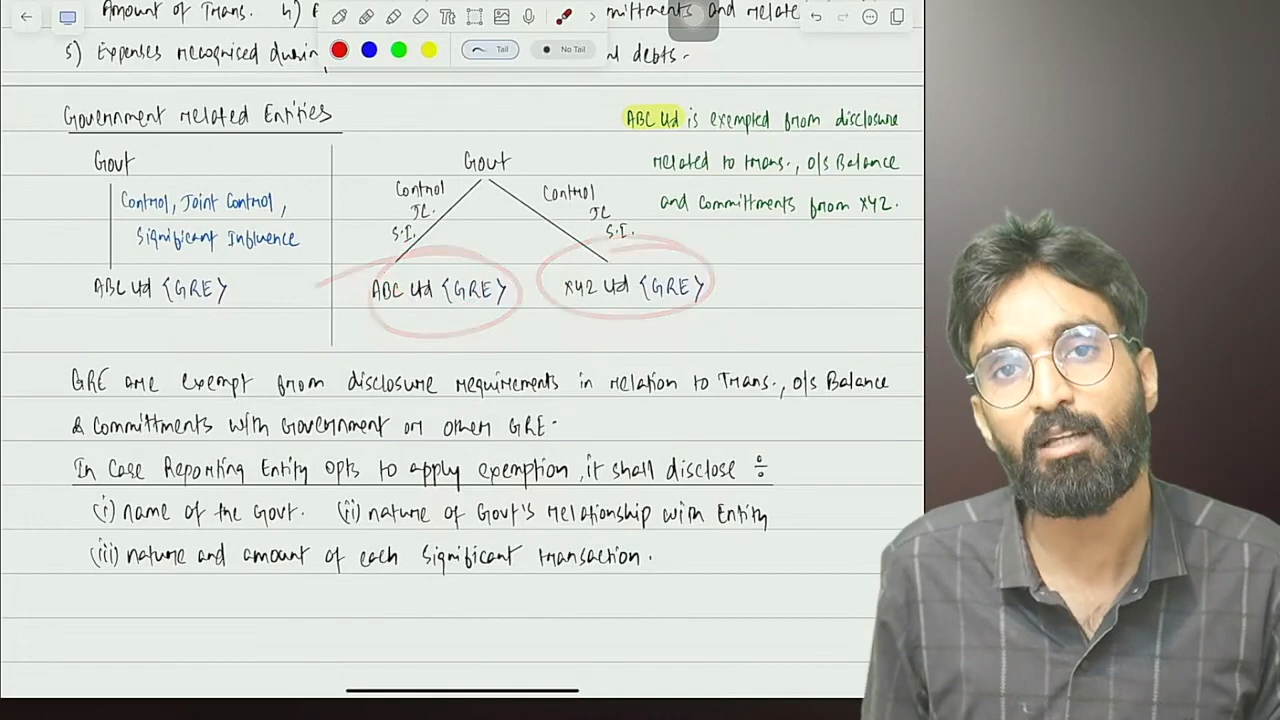 Amount of Trans. 4) mmittments and relate
5) Expenses recognised durin d debts.
Tt
Tail
No Tail
Government related Entities
ABC Ltd is exempted from disclosure
related to trans., o/s Balance
and committments from XYZ.
Govt
Control, Joint Control,
Significant Influence
ABC Ltd {GRE}
Govt
Control
JC.
S.I.
Control
JC
S.I.
ABC Ltd {GRE}
XYZ Ltd {GRE}
GRE are exempt from disclosure requirements in relation to Trans., o/s Balance
& Committments with Government or other GRE.
In Case Reporting Entity opts to apply exemption, it shall disclose ÷
(i) name of the Govt. (ii) nature of Govt's relationship with Entity
(iii) nature and amount of each significant transaction.